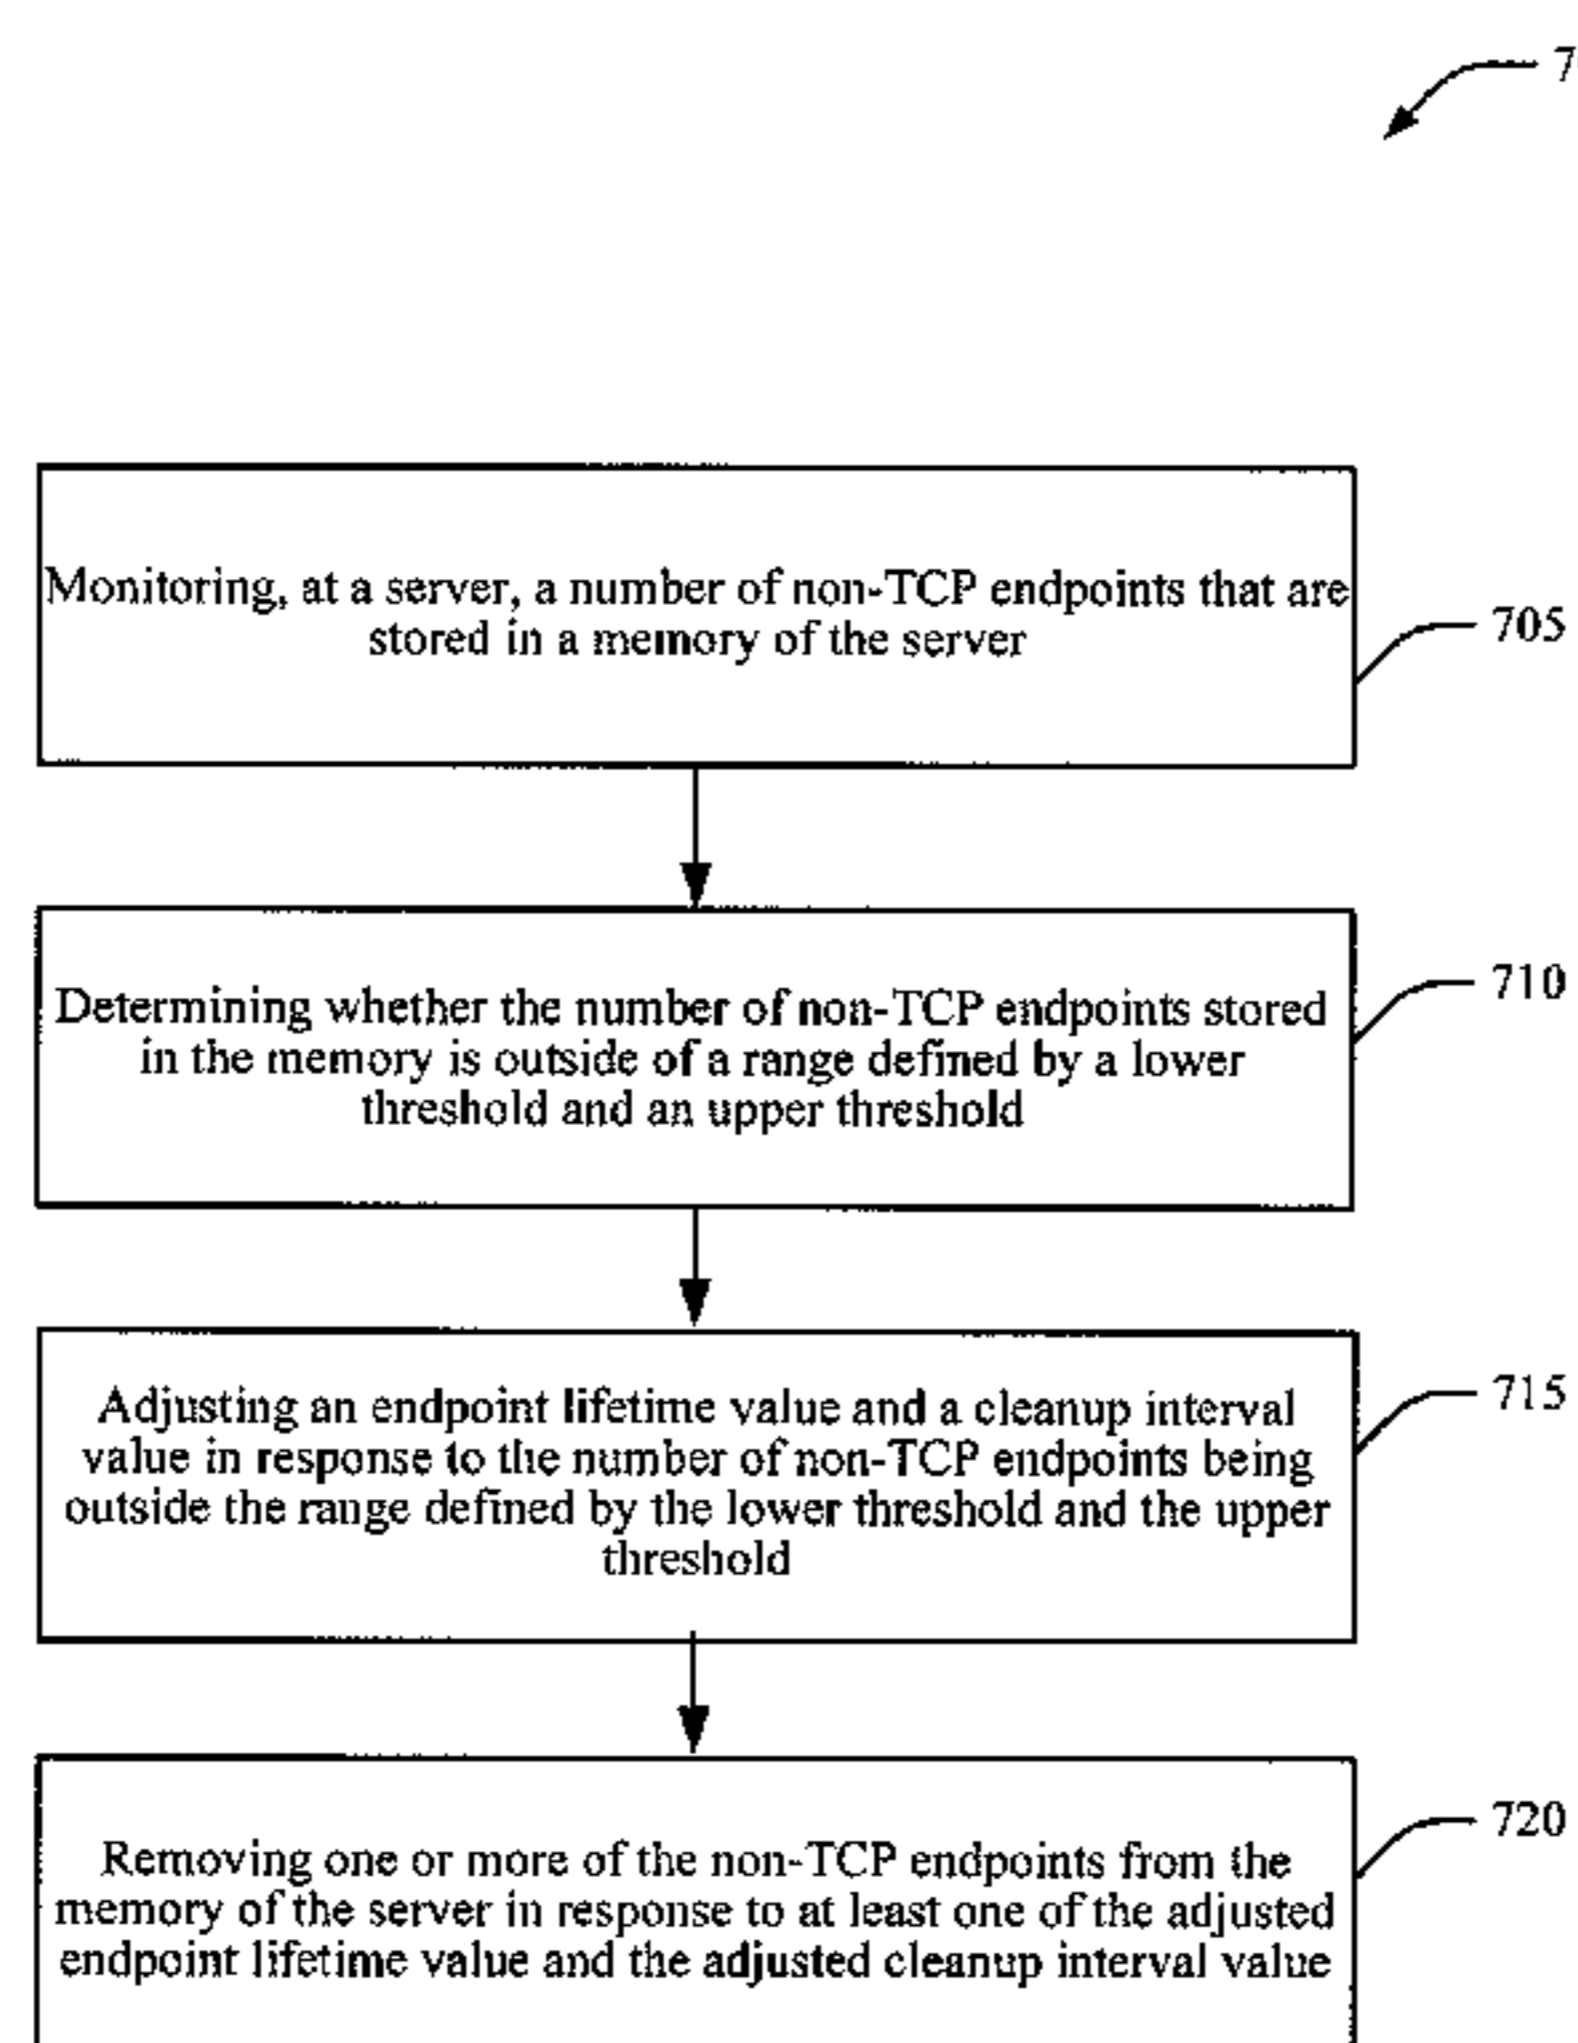 Monitoring, at a server, a number of non-TCP endpoints that are
stored in a memory of the server
705
Determining whether the number of non-TCP endpoints stored
in the memory is outside of a range defined by a lower
threshold and an upper threshold
710
Adjusting an endpoint lifetime value and a cleanup interval
value in response to the number of non-TCP endpoints being
outside the range defined by the lower threshold and the upper
threshold
715
Removing one or more of the non-TCP endpoints from the
memory of the server in response to at least one of the adjusted
endpoint lifetime value and the adjusted cleanup interval value
720